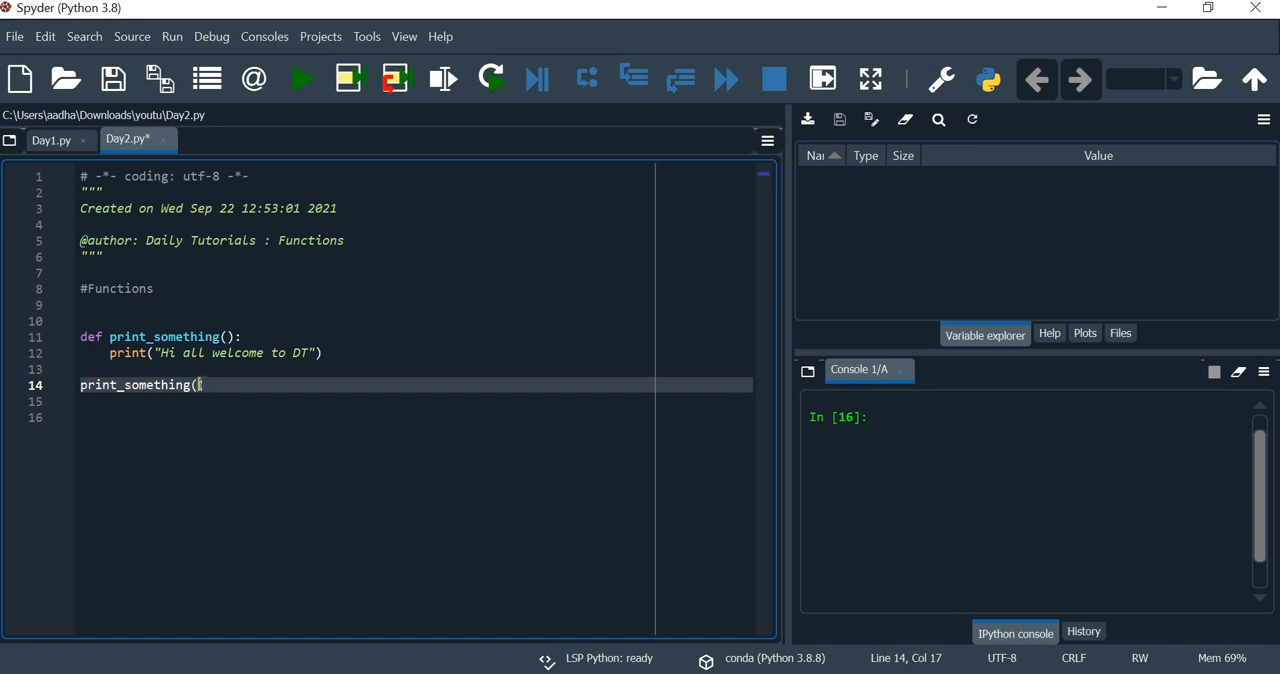 Spyder (Python 3.8)
File Edit Search Source Run Debug Consoles Projects Tools View Help
C:\Users\aadha\Downloads\youtu\Day2.py
Day1.py Day2.py*
1 # -*- coding: utf-8 -*-
2 """
3 Created on Wed Sep 22 12:53:01 2021
4
5 @author: Daily Tutorials : Functions
6 """
7
8 #Functions
9
10
11 def print_something():
12 print("Hi all welcome to DT")
13
14 print_something(
15
16
Nar Type Size Value
Variable explorer Help Plots Files
Console 1/A
In [16]:
IPython console History
LSP Python: ready conda (Python 3.8.8) Line 14, Col 17 UTF-8 CRLF RW Mem 69%